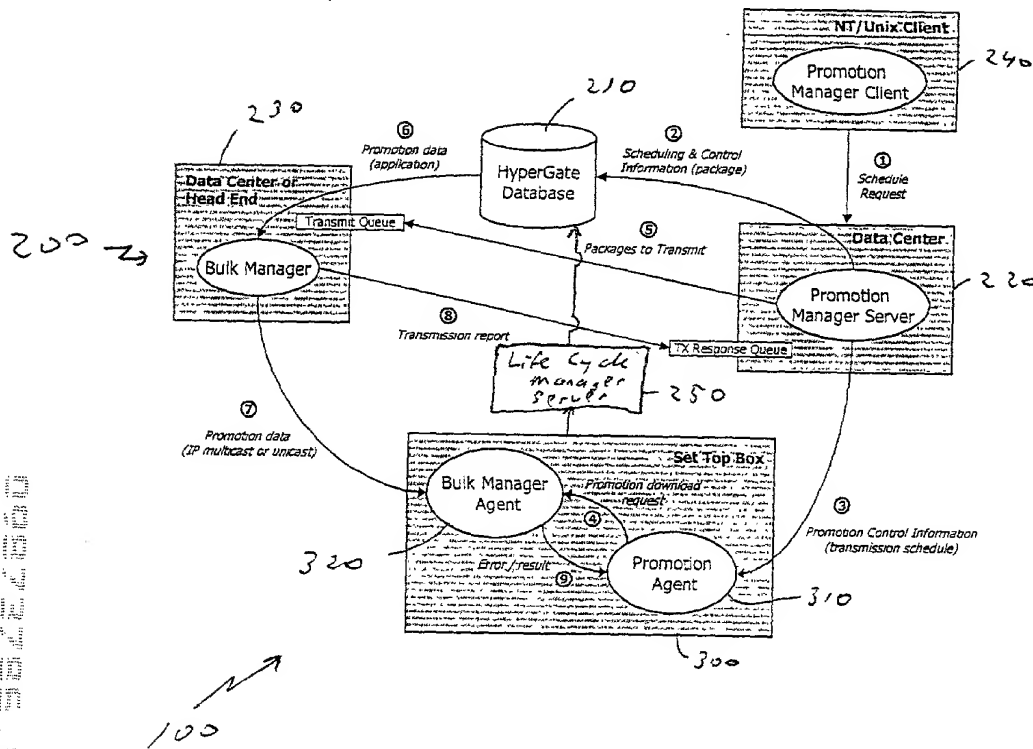 NT/Unix Client
240
Promotion
Manager Client
210
230
⑥
Promotion data
(application)
②
Scheduling & Control
Information (package)
①
Schedule
Request
HyperGate
Database
Data Center or
Head End
Transmit Queue
200
Bulk Manager
⑤
Packages to Transmit
Data Center
Promotion
Manager Server
220
⑧
Transmission report
TX Response Queue
Life Cycle
Manager
Server
250
⑦
Promotion data
(IP multicast or unicast)
Set Top Box
Bulk Manager
Agent
Promotion download
request
④
③
Promotion Control Information
(transmission schedule)
320
Error / result
⑨
Promotion
Agent
310
300
100